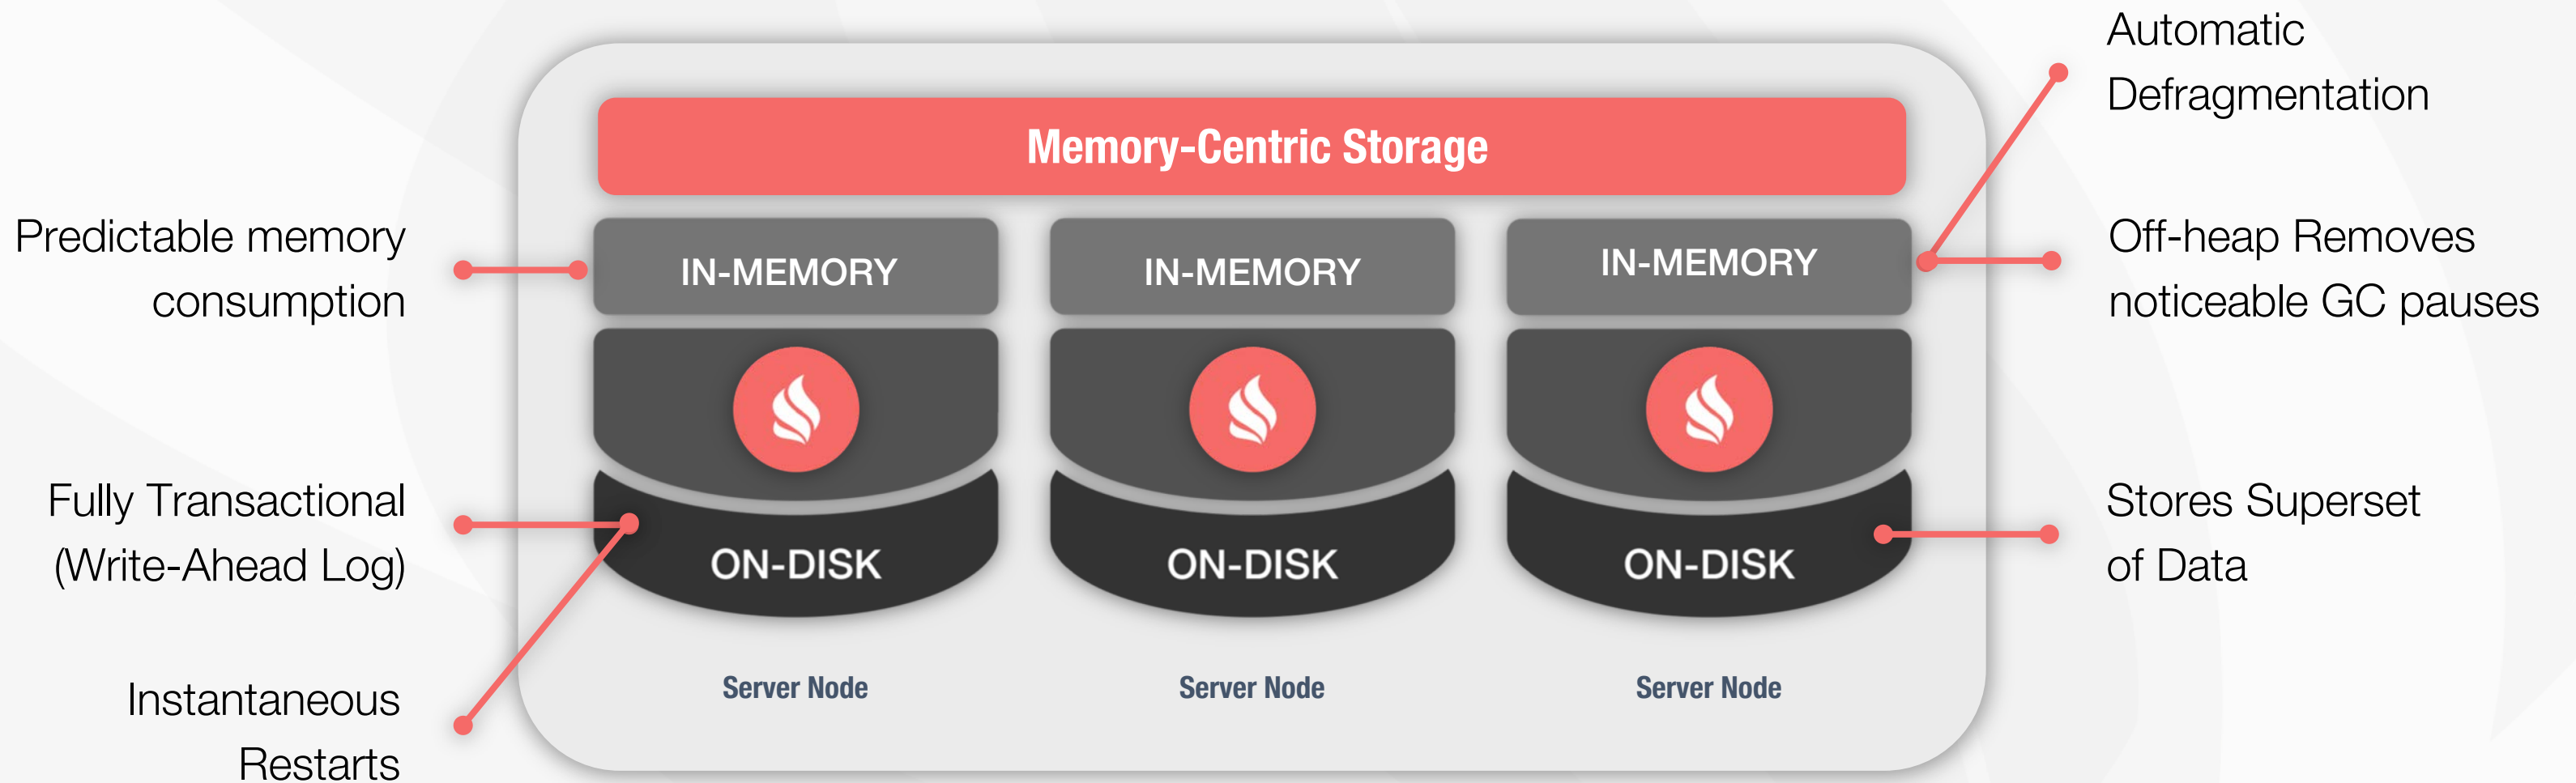 Memory-Centric Storage
Predictable memory
consumption
Fully Transactional
(Write-Ahead Log)
Instantaneous
Restarts
IN-MEMORY
ON-DISK
Server Node
IN-MEMORY
ON-DISK
Server Node
IN-MEMORY
ON-DISK
Server Node
Automatic
Defragmentation
Off-heap Removes
noticeable GC pauses
Stores Superset
of Data